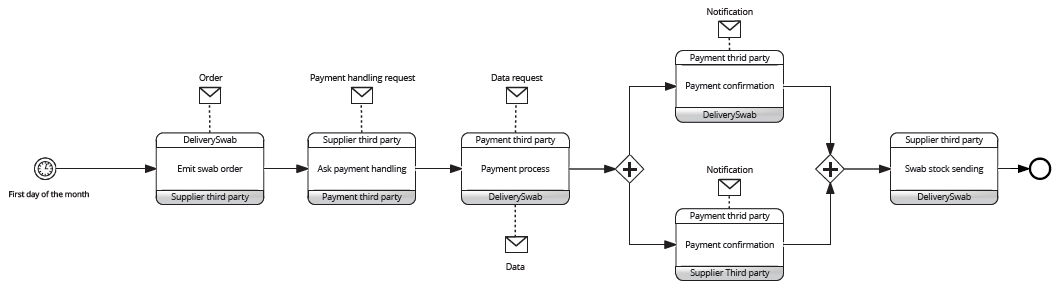 First day of the month
Order
DeliverySwab
Emit swab order
Supplier third party
Payment handling request
Supplier third party
Ask payment handling
Payment third party
Data request
Payment third party
Payment process
DeliverySwab
Data
Notification
Payment thrid party
Payment confirmation
DeliverySwab
Notification
Payment thrid party
Payment confirmation
Supplier Third party
Supplier third party
Swab stock sending
DeliverySwab